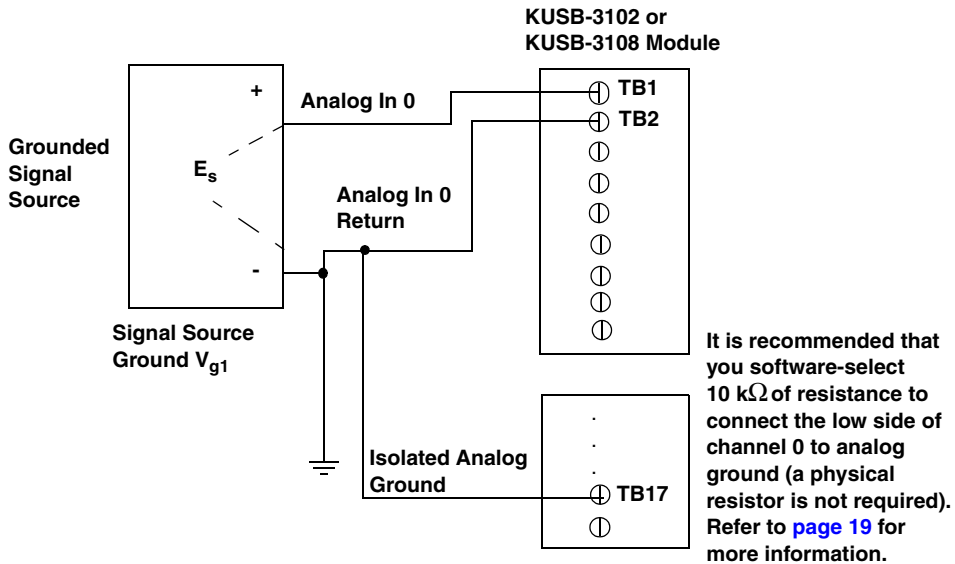 KUSB-3102 or
KUSB-3108 Module
+
Analog In 0
TB1
TB2
Grounded
Signal
Source
Es
Analog In 0
Return
-
Signal Source
Ground Vg1
It is recommended that
you software-select
10 kΩ of resistance to
connect the low side of
channel 0 to analog
ground (a physical
resistor is not required).
Refer to page 19 for
more information.
.
.
.
Isolated Analog
Ground
TB17